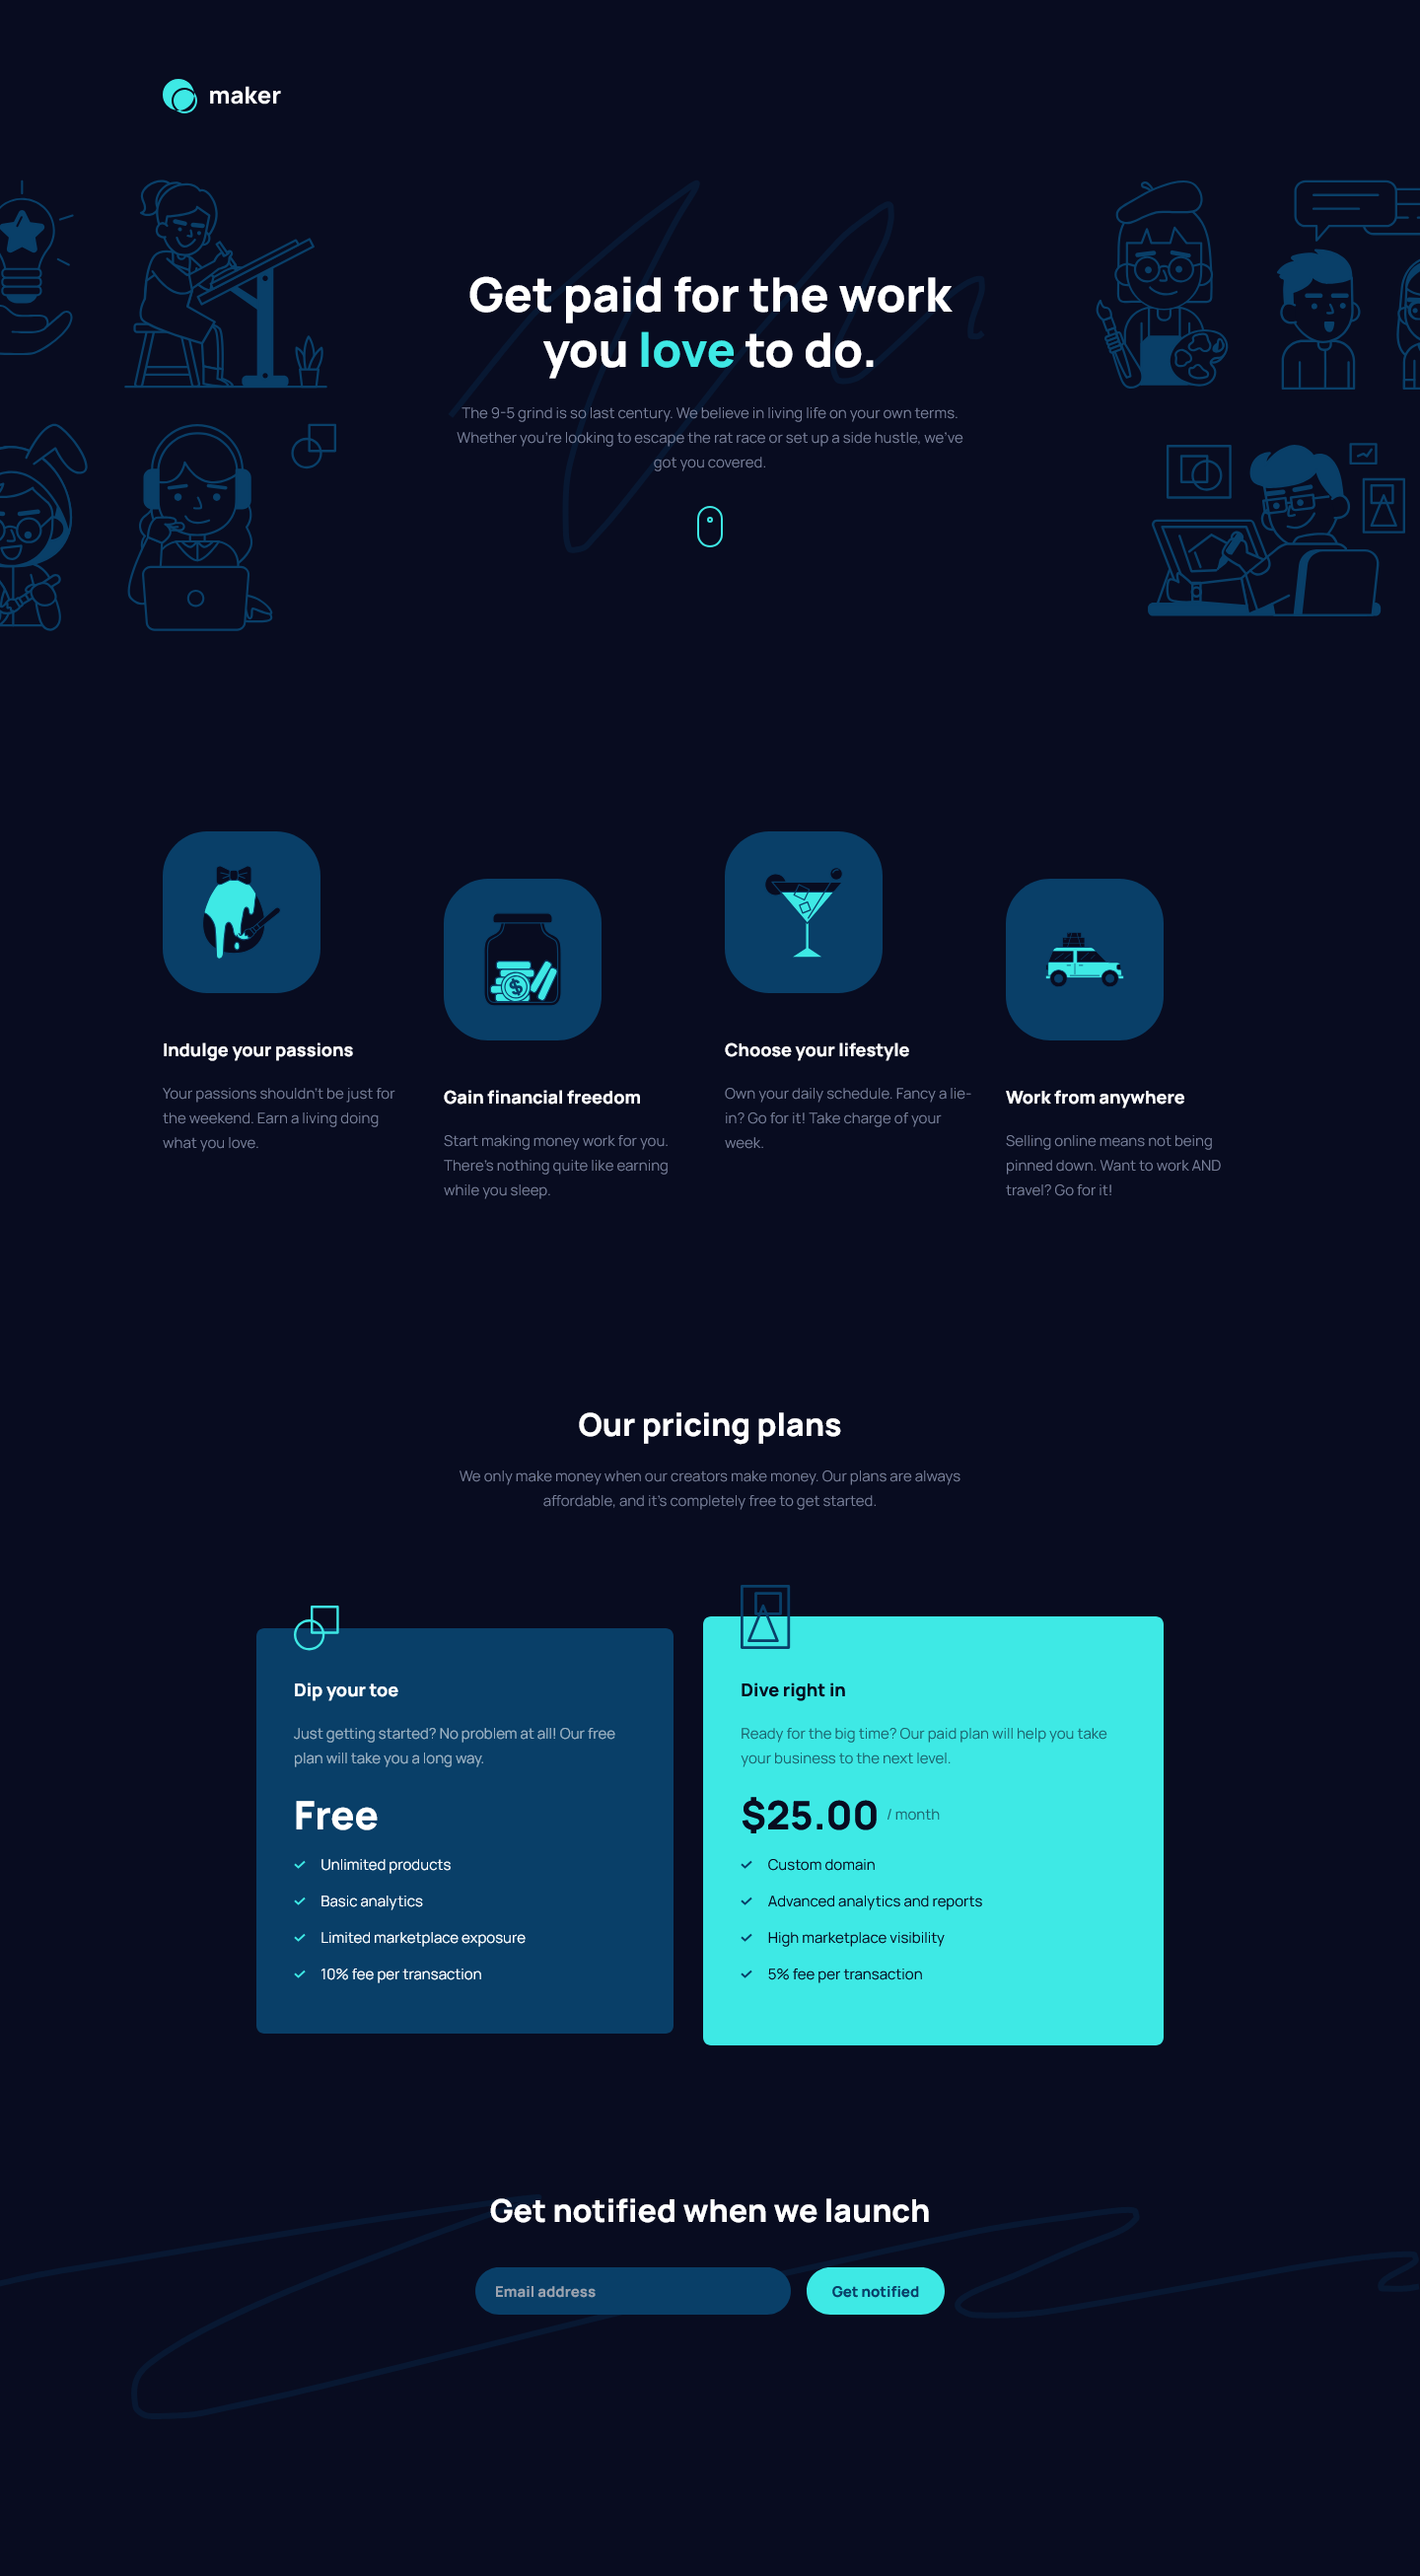 maker
Get paid for the work
you love to do.
The 9-5 grind is so last century. We believe in living life on your own terms.
Whether you're looking to escape the rat race or set up a side hustle, we've
got you covered.
Indulge your passions
Your passions shouldn't be just for
the weekend. Earn a living doing
what you love.
Gain financial freedom
Start making money work for you.
There's nothing quite like earning
while you sleep.
Choose your lifestyle
Own your daily schedule. Fancy a lie-
in? Go for it! Take charge of your
week.
Work from anywhere
Selling online means not being
pinned down. Want to work AND
travel? Go for it!
Our pricing plans
We only make money when our creators make money. Our plans are always
affordable, and it's completely free to get started.
Dip your toe
Just getting started? No problem at all! Our free
plan will take you a long way.
Free
Unlimited products
Basic analytics
Limited marketplace exposure
10% fee per transaction
Dive right in
Ready for the big time? Our paid plan will help you take
your business to the next level.
$25.00 / month
Custom domain
Advanced analytics and reports
High marketplace visibility
5% fee per transaction
Get notified when we launch
Email address
Get notified